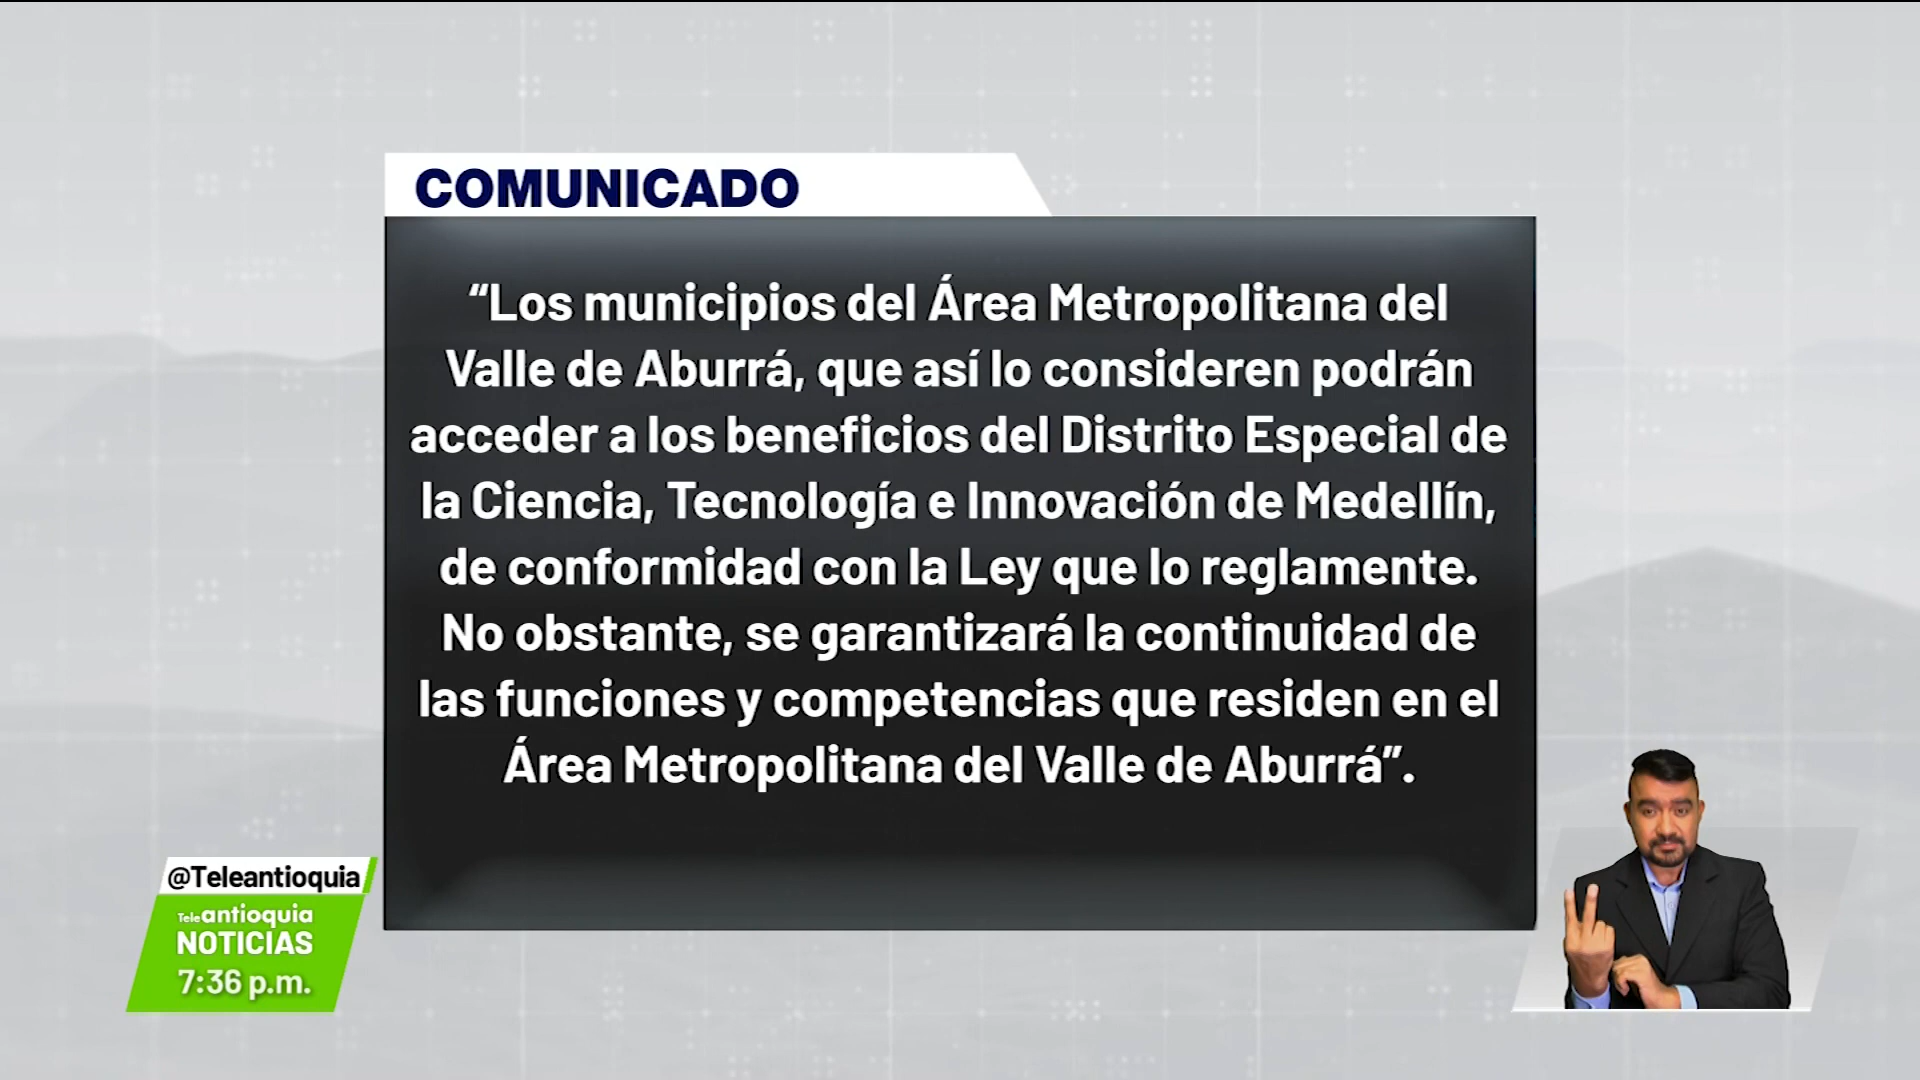 COMUNICADO
“Los municipios del Área Metropolitana del
Valle de Aburrá, que así lo consideren podrán
acceder a los beneficios del Distrito Especial de
la Ciencia, Tecnología e Innovación de Medellín,
de conformidad con la Ley que lo reglamente.
No obstante, se garantizará la continuidad de
las funciones y competencias que residen en el
Área Metropolitana del Valle de Aburrá”.
@Teleantioquia
Teleantioquia
NOTICIAS
7:36 p.m.